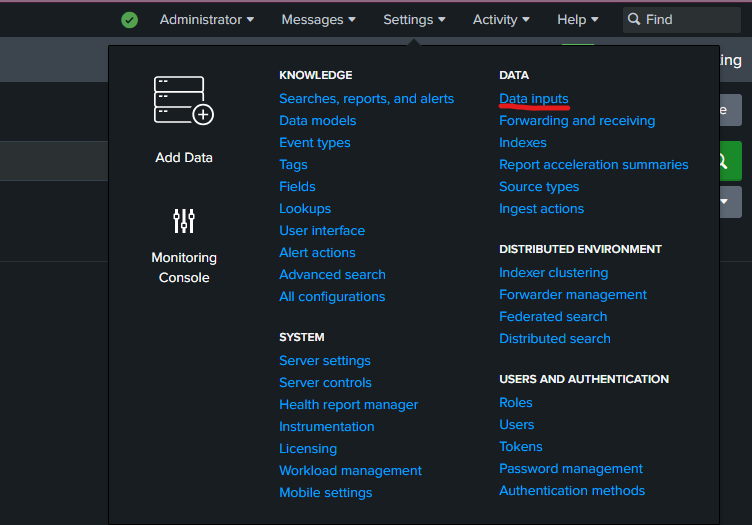 Administrator Messages Settings Activity Help Find
ing
e
Add Data
Monitoring
Console
KNOWLEDGE
Searches, reports, and alerts
Data models
Event types
Tags
Fields
Lookups
User interface
Alert actions
Advanced search
All configurations
SYSTEM
Server settings
Server controls
Health report manager
Instrumentation
Licensing
Workload management
Mobile settings
DATA
Data inputs
Forwarding and receiving
Indexes
Report acceleration summaries
Source types
Ingest actions
DISTRIBUTED ENVIRONMENT
Indexer clustering
Forwarder management
Federated search
Distributed search
USERS AND AUTHENTICATION
Roles
Users
Tokens
Password management
Authentication methods